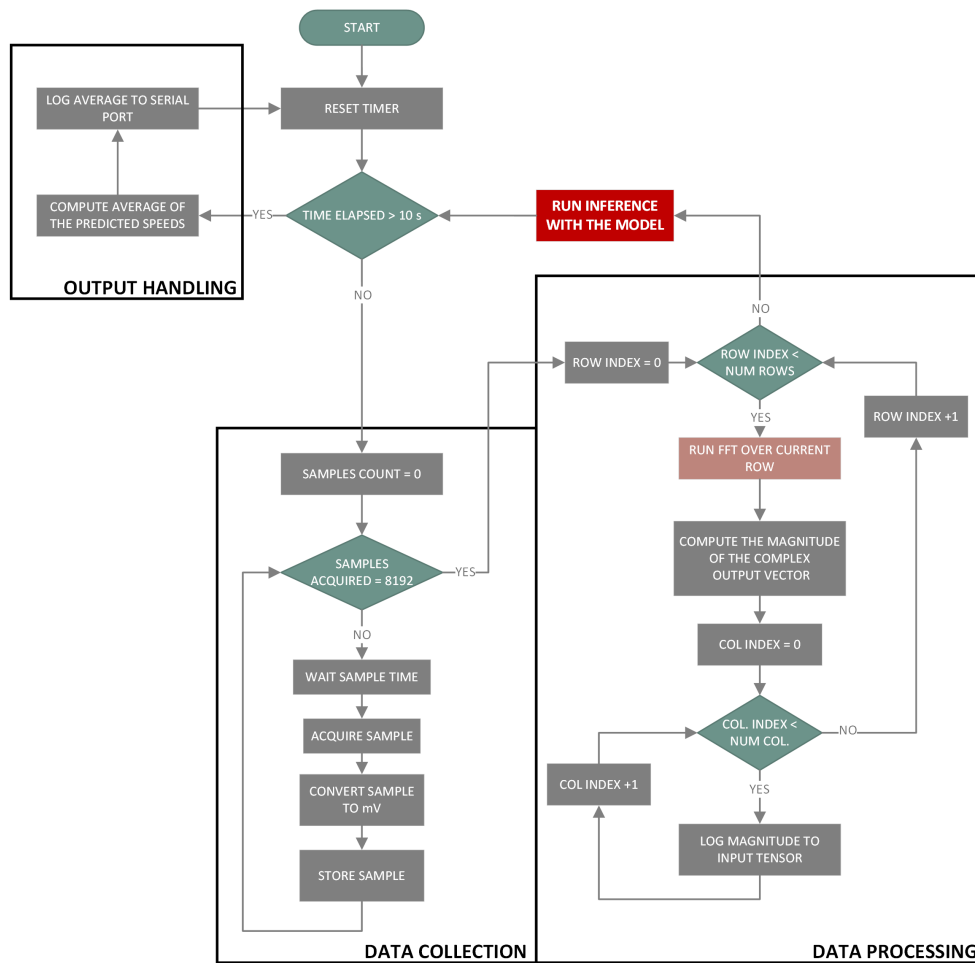 START
RESET TIMER
LOG AVERAGE TO SERIAL
PORT
COMPUTE AVERAGE OF
THE PREDICTED SPEEDS
YES
TIME ELAPSED > 10 s
RUN INFERENCE
WITH THE MODEL
OUTPUT HANDLING
NO
SAMPLES COUNT = 0
SAMPLES
ACQUIRED = 8192
YES
NO
WAIT SAMPLE TIME
ACQUIRE SAMPLE
CONVERT SAMPLE
TO mV
STORE SAMPLE
DATA COLLECTION
NO
ROW INDEX = 0
ROW INDEX <
NUM ROWS
ROW INDEX +1
YES
RUN FFT OVER CURRENT
ROW
COMPUTE THE MAGNITUDE
OF THE COMPLEX
OUTPUT VECTOR
COL INDEX = 0
COL. INDEX <
NUM COL.
NO
COL INDEX +1
YES
LOG MAGNITUDE TO
INPUT TENSOR
DATA PROCESSING